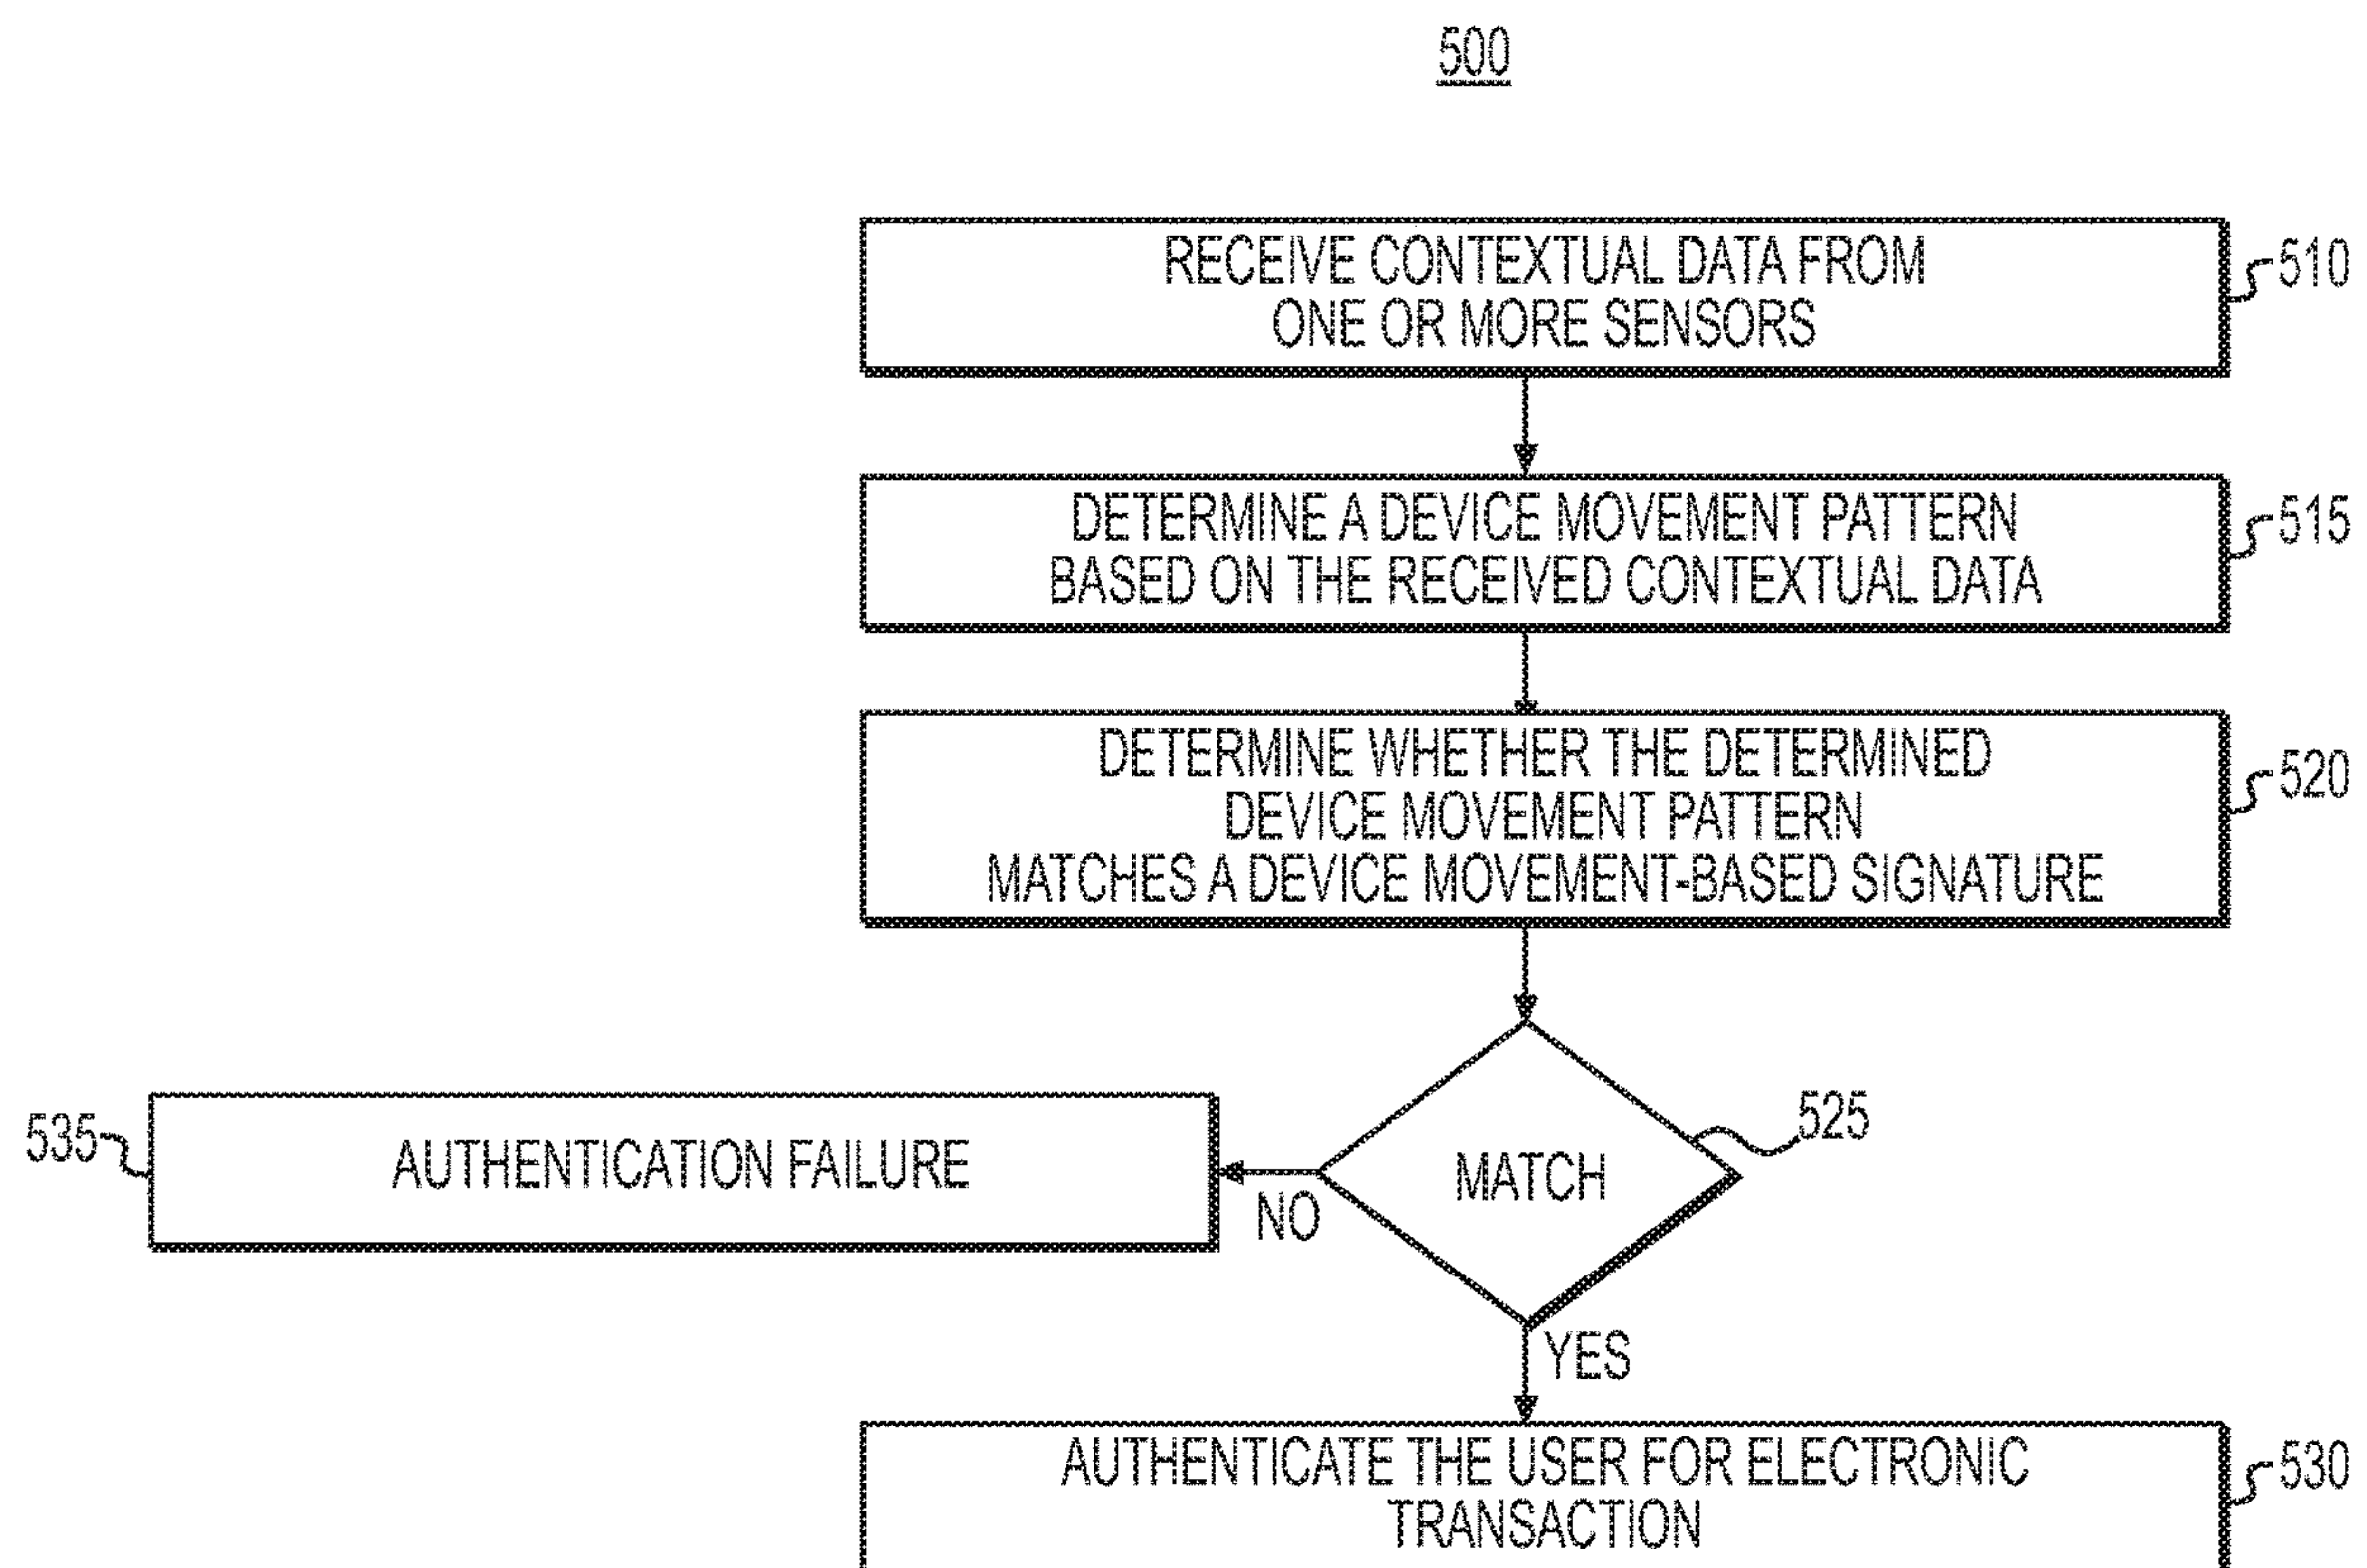 500
RECEIVE CONTEXTUAL DATA FROM
ONE OR MORE SENSORS
510
DETERMINE A DEVICE MOVEMENT PATTERN
BASED ON THE RECEIVED CONTEXTUAL DATA
515
DETERMINE WHETHER THE DETERMINED
DEVICE MOVEMENT PATTERN
MATCHES A DEVICE MOVEMENT-BASED SIGNATURE
520
535
AUTHENTICATION FAILURE
NO
MATCH
525
YES
AUTHENTICATE THE USER FOR ELECTRONIC
TRANSACTION
530